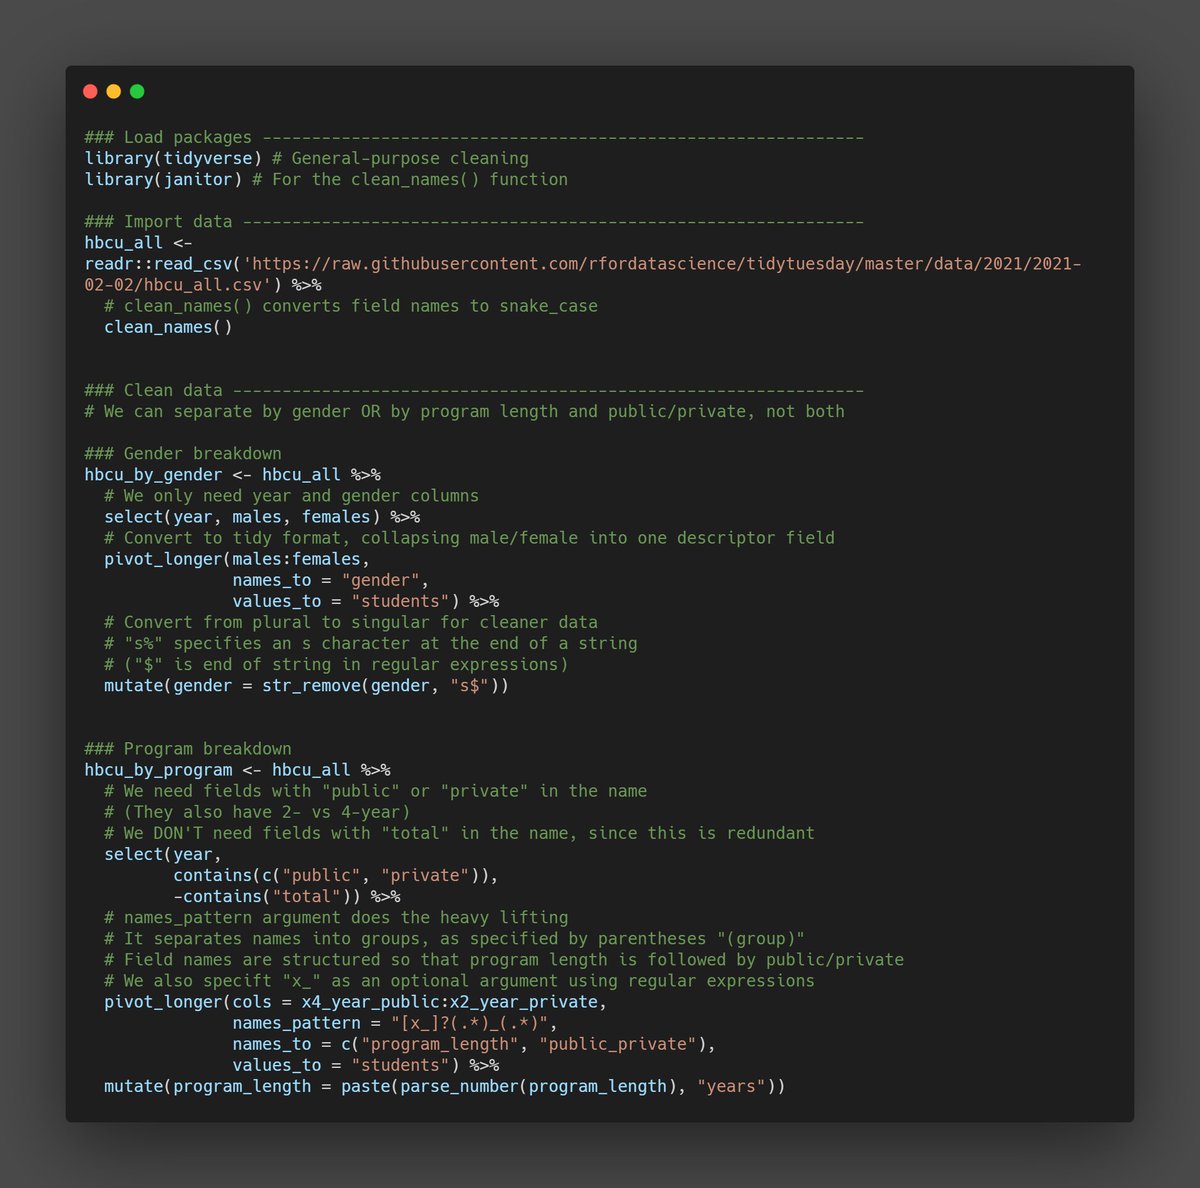 ### Load packages -------------------------------------------------------------
library(tidyverse) # General-purpose cleaning
library(janitor) # For the clean_names() function
### Import data ---------------------------------------------------------------
hbcu_all <-
readr::read_csv('https://raw.githubusercontent.com/rfordatascience/tidytuesday/master/data/2021/2021-
02-02/hbcu_all.csv') %>%
  # clean_names() converts field names to snake_case
  clean_names()
### Clean data ----------------------------------------------------------------
# We can separate by gender OR by program length and public/private, not both
### Gender breakdown
hbcu_by_gender <- hbcu_all %>%
  # We only need year and gender columns
  select(year, males, females) %>%
  # Convert to tidy format, collapsing male/female into one descriptor field
  pivot_longer(males:females,
               names_to = "gender",
               values_to = "students") %>%
  # Convert from plural to singular for cleaner data
  # "s%" specifies an s character at the end of a string
  # ("$" is end of string in regular expressions)
  mutate(gender = str_remove(gender, "s$"))
### Program breakdown
hbcu_by_program <- hbcu_all %>%
  # We need fields with "public" or "private" in the name
  # (They also have 2- vs 4-year)
  # We DON'T need fields with "total" in the name, since this is redundant
  select(year,
         contains(c("public", "private")),
         -contains("total")) %>%
  # names_pattern argument does the heavy lifting
  # It separates names into groups, as specified by parentheses "(group)"
  # Field names are structured so that program length is followed by public/private
  # We also specift "x_" as an optional argument using regular expressions
  pivot_longer(cols = x4_year_public:x2_year_private,
               names_pattern = "[x_]?(.*)_(.*)",
               names_to = c("program_length", "public_private"),
               values_to = "students") %>%
  mutate(program_length = paste(parse_number(program_length), "years"))